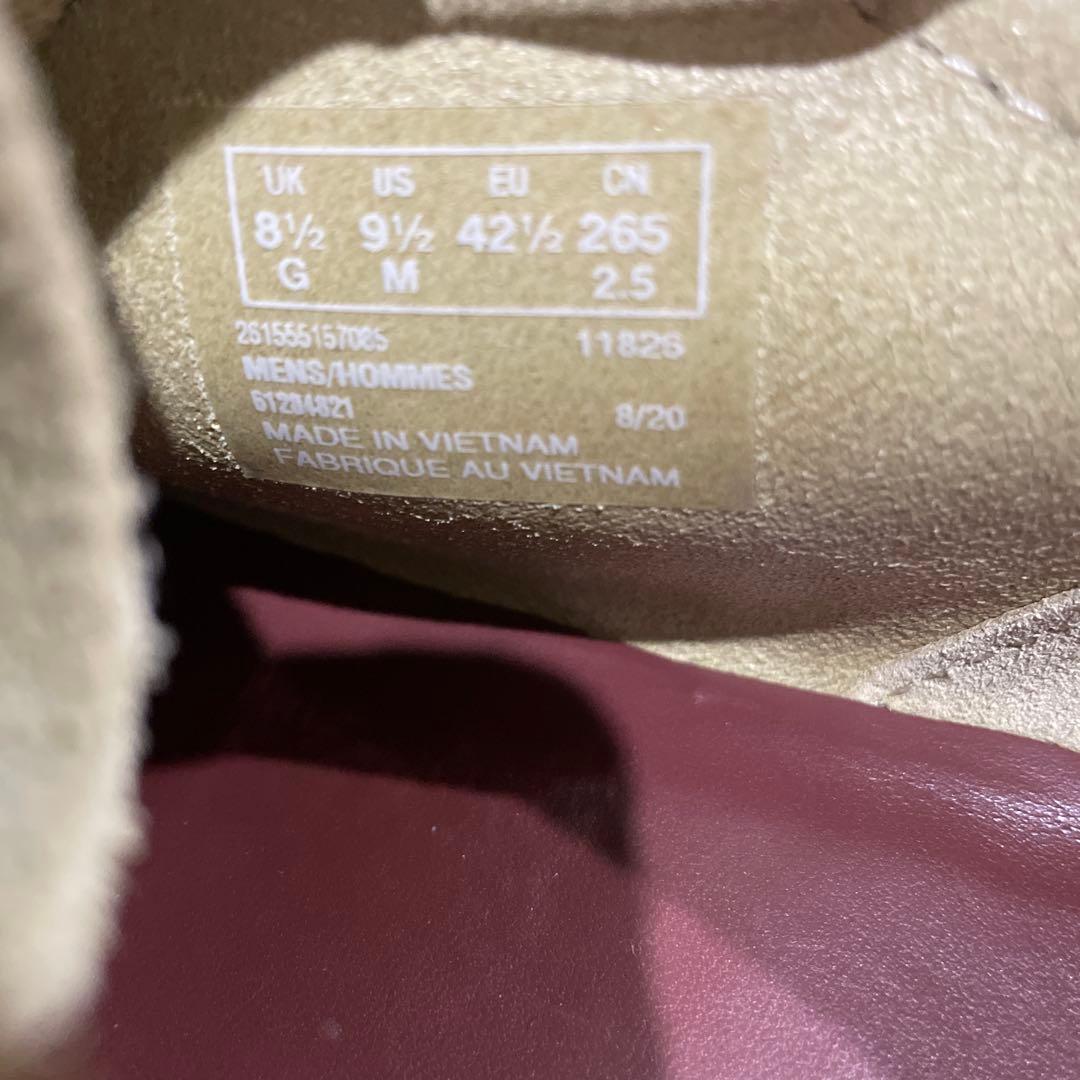 UK US EU CN
8½ 9½ 42½ 265
G M 2.5
261555157085 11826
MENS/HOMMES
61284821 8/20
MADE IN VIETNAM
FABRIQUE AU VIETNAM